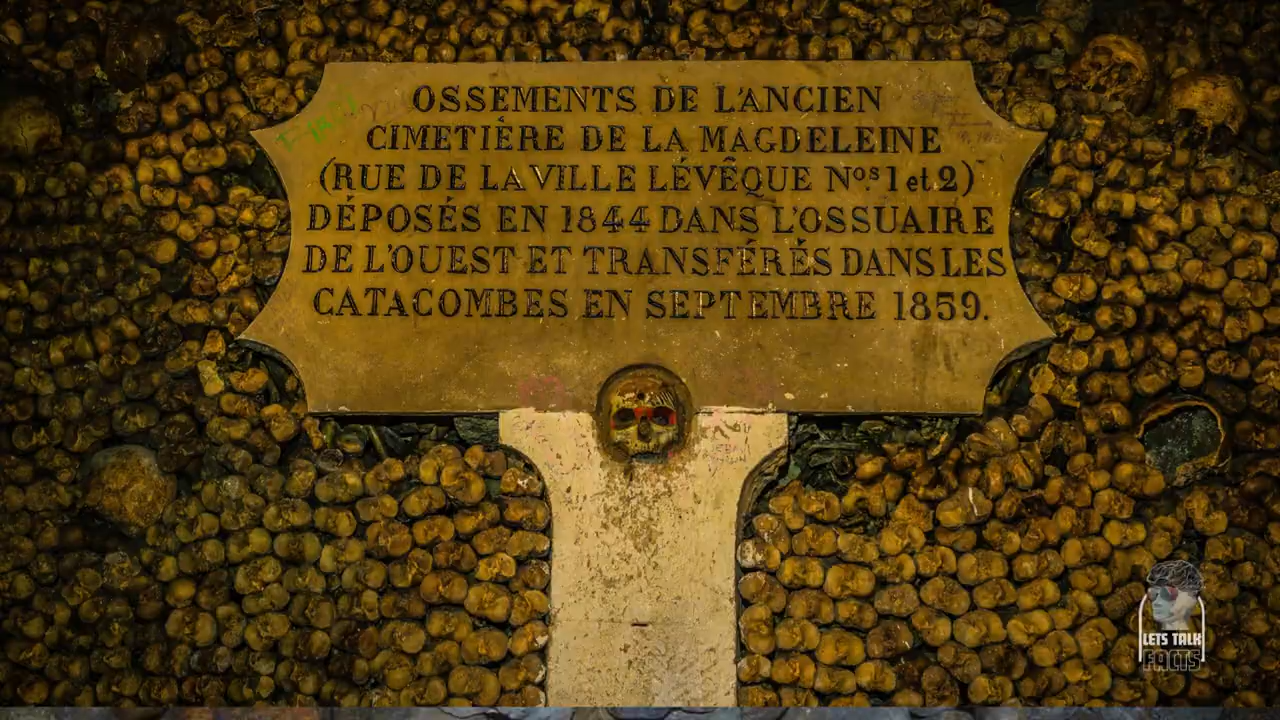 OSSEMENTS DE L'ANCIEN
CIMETIÉRE DE LA MAGDELEINE
(RUE DE LA VILLE LÉVÊQUE Nos. 1 et. 2)
DÉPOSÉS EN 1844 DANS L'OSSUAIRE
DE L'OUEST ET TRANSFÉRÉS DANS LES
CATACOMBES EN SEPTEMBRE 1859.
LETS TALK
FACTS